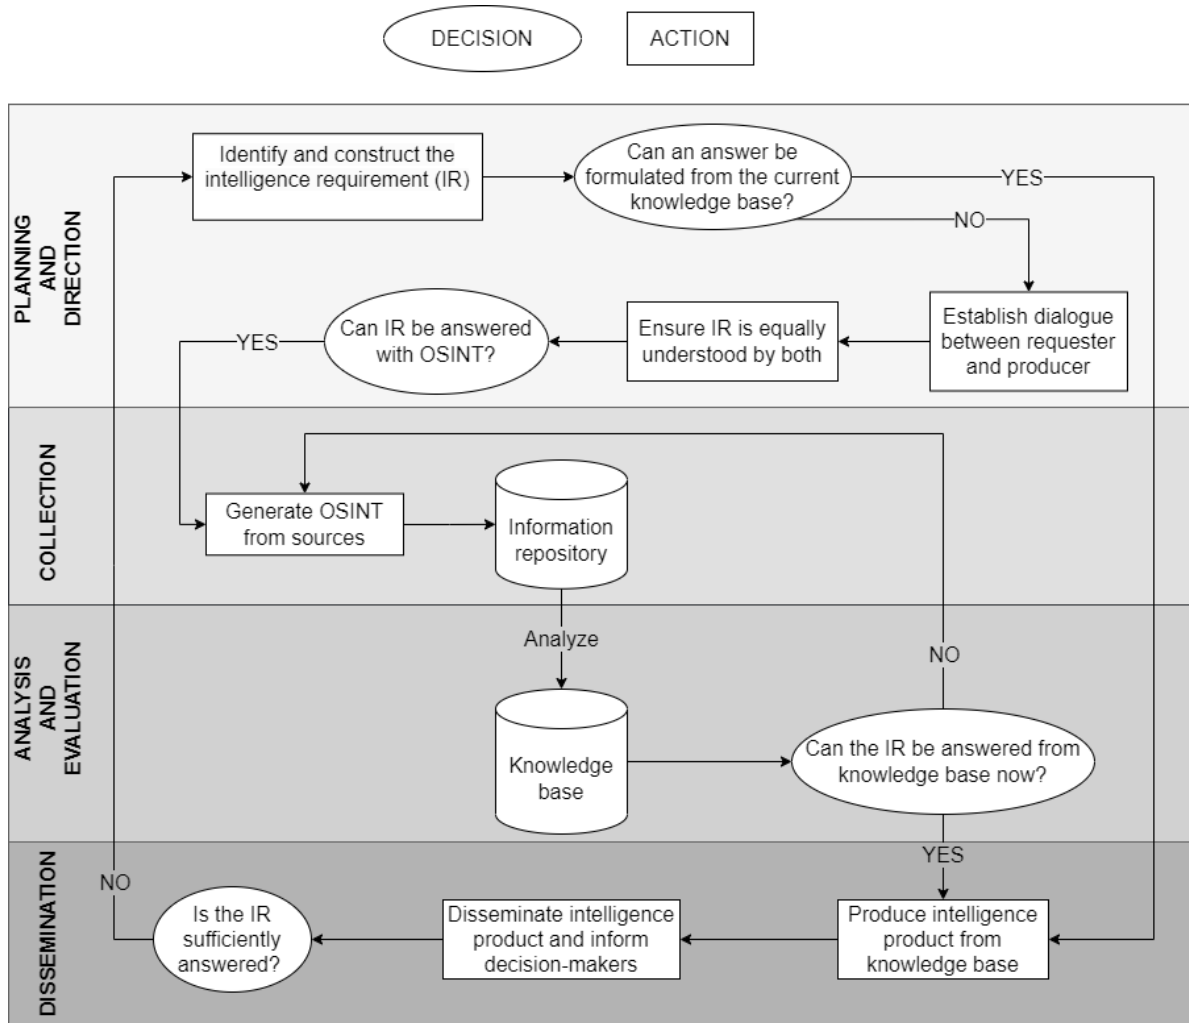 DECISION
ACTION
PLANNING
AND
DIRECTION
Identify and construct the
intelligence requirement (IR)
Can an answer be
formulated from the current
knowledge base?
YES
NO
Establish dialogue
between requester
and producer
Ensure IR is equally
understood by both
Can IR be answered
with OSINT?
YES
COLLECTION
Generate OSINT
from sources
Information
repository
ANALYSIS
AND
EVALUATION
Analyze
Knowledge
base
NO
Can the IR be answered from
knowledge base now?
YES
DISSEMINATION
NO
Is the IR
sufficiently
answered?
Disseminate intelligence
product and inform
decision-makers
Produce intelligence
product from
knowledge base